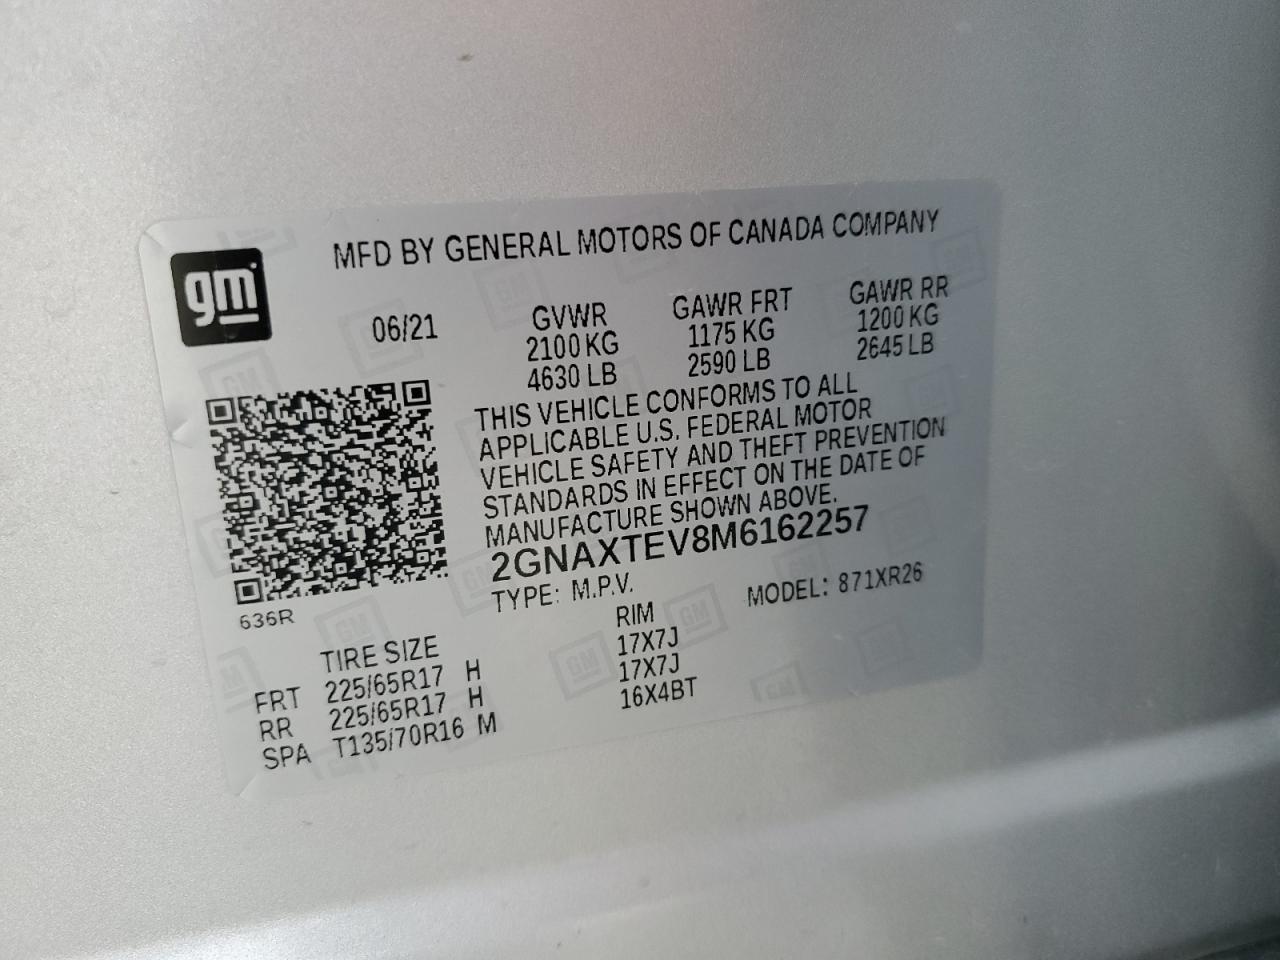 gm
MFD BY GENERAL MOTORS OF CANADA COMPANY
06/21
GVWR
2100 KG
4630 LB
GAWR FRT
1175 KG
2590 LB
GAWR RR
1200 KG
2645 LB
THIS VEHICLE CONFORMS TO ALL
APPLICABLE U.S. FEDERAL MOTOR
VEHICLE SAFETY AND THEFT PREVENTION
STANDARDS IN EFFECT ON THE DATE OF
MANUFACTURE SHOWN ABOVE.
2GNAXTEV8M6162257
TYPE: M.P.V.
MODEL: 871XR26
636R
TIRE SIZE RIM
FRT 225/65R17 H 17X7J
RR 225/65R17 H 17X7J
SPA T135/70R16 M 16X4BT